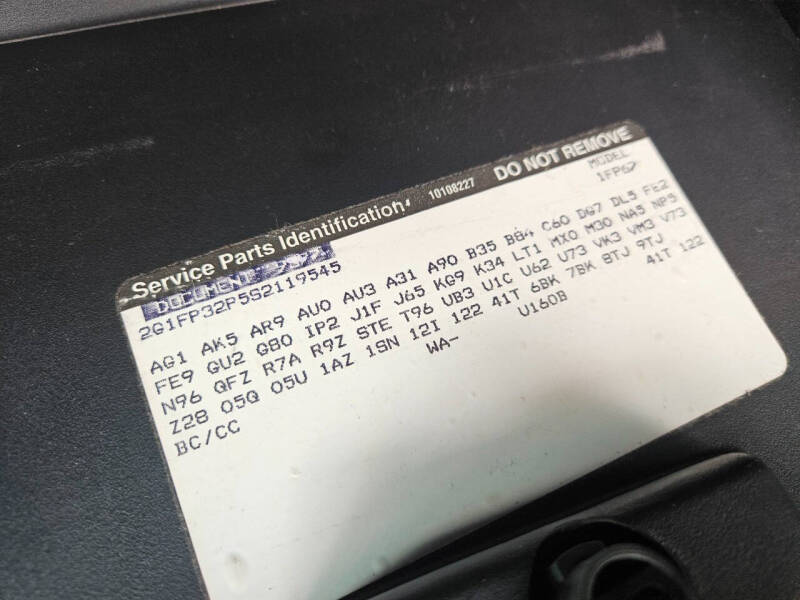 Service Parts Identification 10108227 DO NOT REMOVE
MODEL
1FP67
2G1FP32P5S2119545
AG1 AK5 AR9 AU0 AU3 A31 A90 B35 B84 C60 DG7 DL5 FE2
FE9 GU2 G80 IP2 J1F J65 KG9 K34 LT1 MX0 M30 NA5 NP5
N96 QFZ R7A R9Z STE T96 UB3 U1C U62 U73 VK3 VM3 V73
Z28 05Q 05U 1AZ 1SN 12I 122 41T 6BK 7BK 8TJ 9TJ
BC/CC WA- U160B 41T 122